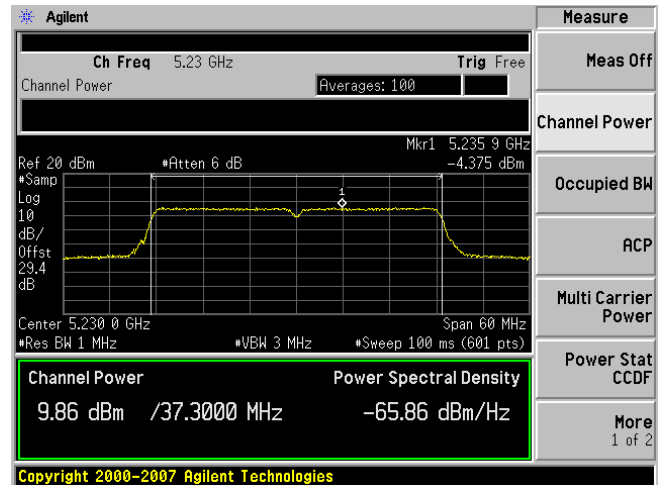 Agilent
Measure
Ch Freq 5.23 GHz Trig Free
Channel Power Averages: 100
Mkr1 5.235 9 GHz
Ref 20 dBm #Atten 6 dB -4.375 dBm
#Samp
Log
10
dB/
Offst
29.4
dB
1
Center 5.230 0 GHz Span 60 MHz
#Res BW 1 MHz #VBW 3 MHz #Sweep 100 ms (601 pts)
Channel Power Power Spectral Density
9.86 dBm /37.3000 MHz -65.86 dBm/Hz
Copyright 2000-2007 Agilent Technologies
Meas Off
Channel Power
Occupied BW
ACP
Multi Carrier
Power
Power Stat
CCDF
More
1 of 2